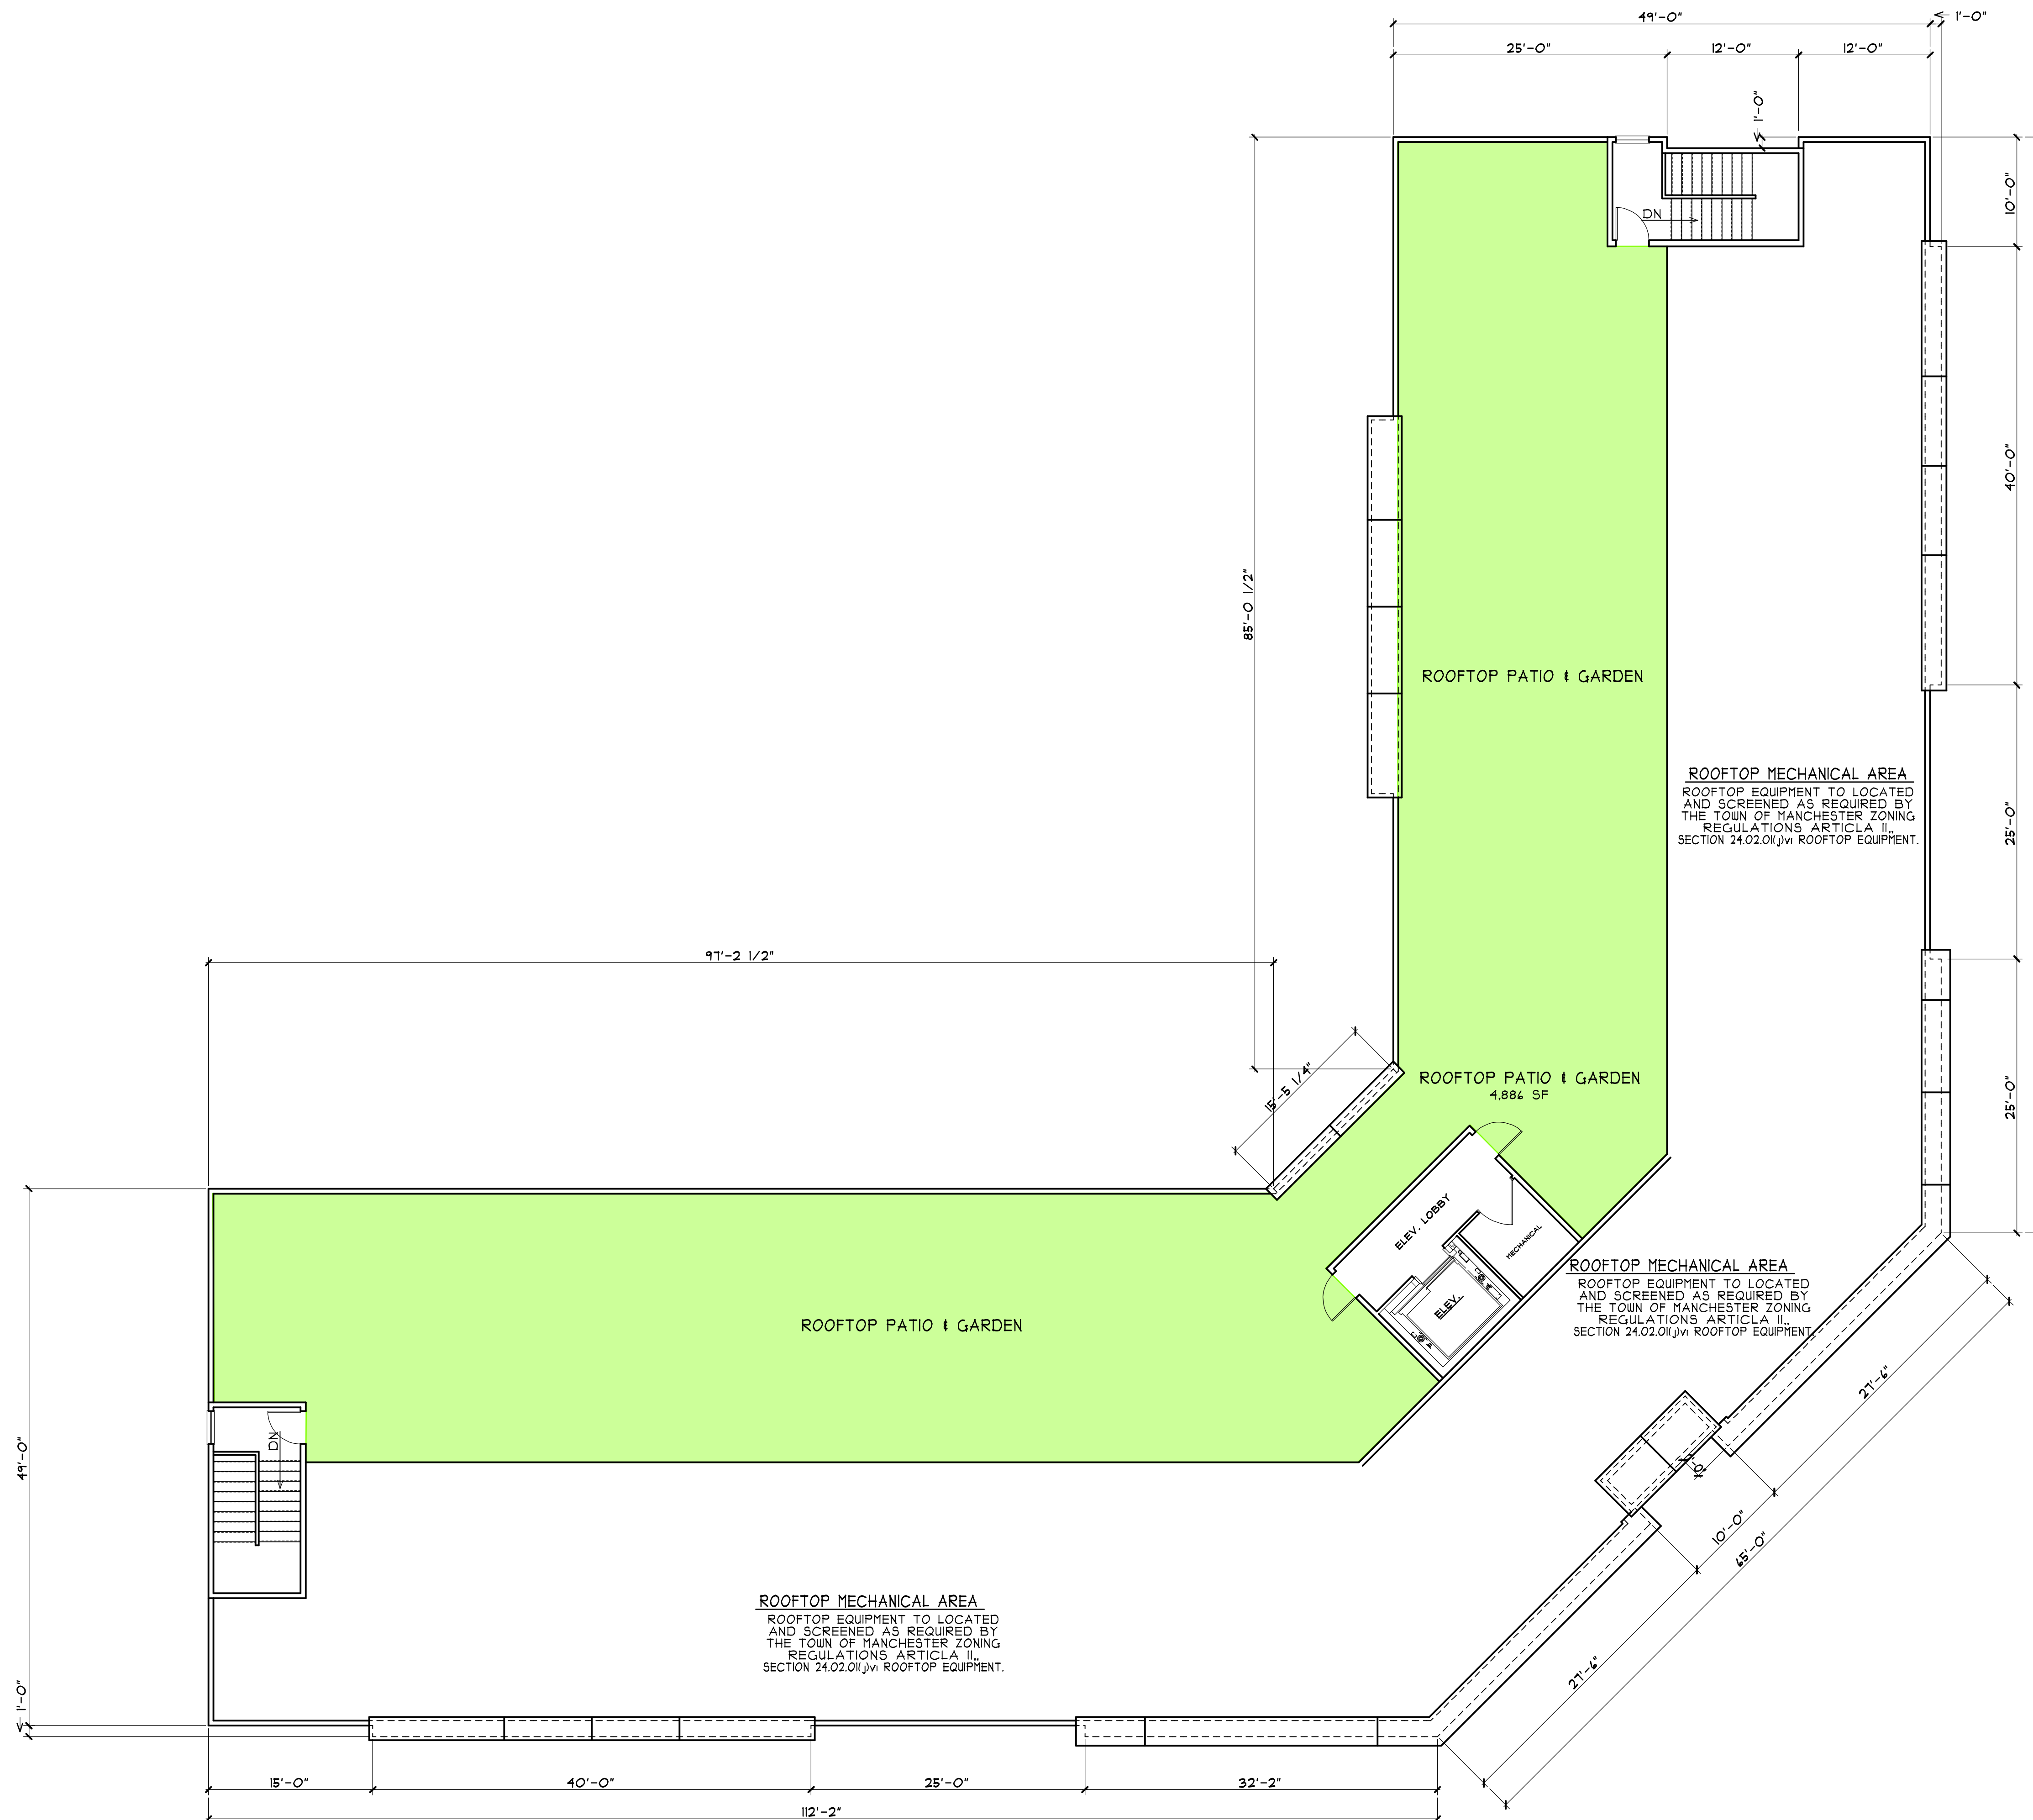 49'-0"
1'-0"
25'-0"
12'-0"
12'-0"
1'-0"
10'-0"
DN
40'-0"
85'-0 1/2"
ROOFTOP PATIO & GARDEN
ROOFTOP MECHANICAL AREA
ROOFTOP EQUIPMENT TO LOCATED
AND SCREENED AS REQUIRED BY
THE TOWN OF MANCHESTER ZONING
REGULATIONS ARTICLA II,,
SECTION 24.02.01(j)vi ROOFTOP EQUIPMENT.
25'-0"
97'-2 1/2"
15'-5 1/4"
ROOFTOP PATIO & GARDEN
4,886 SF
25'-0"
ELEV. LOBBY
MECHANICAL
ELEV.
ROOFTOP MECHANICAL AREA
ROOFTOP EQUIPMENT TO LOCATED
AND SCREENED AS REQUIRED BY
THE TOWN OF MANCHESTER ZONING
REGULATIONS ARTICLA II,,
SECTION 24.02.01(j)vi ROOFTOP EQUIPMENT.
ROOFTOP PATIO & GARDEN
27'-6"
49'-0"
DN
10'-0"
65'-0"
ROOFTOP MECHANICAL AREA
ROOFTOP EQUIPMENT TO LOCATED
AND SCREENED AS REQUIRED BY
THE TOWN OF MANCHESTER ZONING
REGULATIONS ARTICLA II,,
SECTION 24.02.01(j)vi ROOFTOP EQUIPMENT.
27'-6"
1'-0"
15'-0"
40'-0"
25'-0"
32'-2"
112'-2"